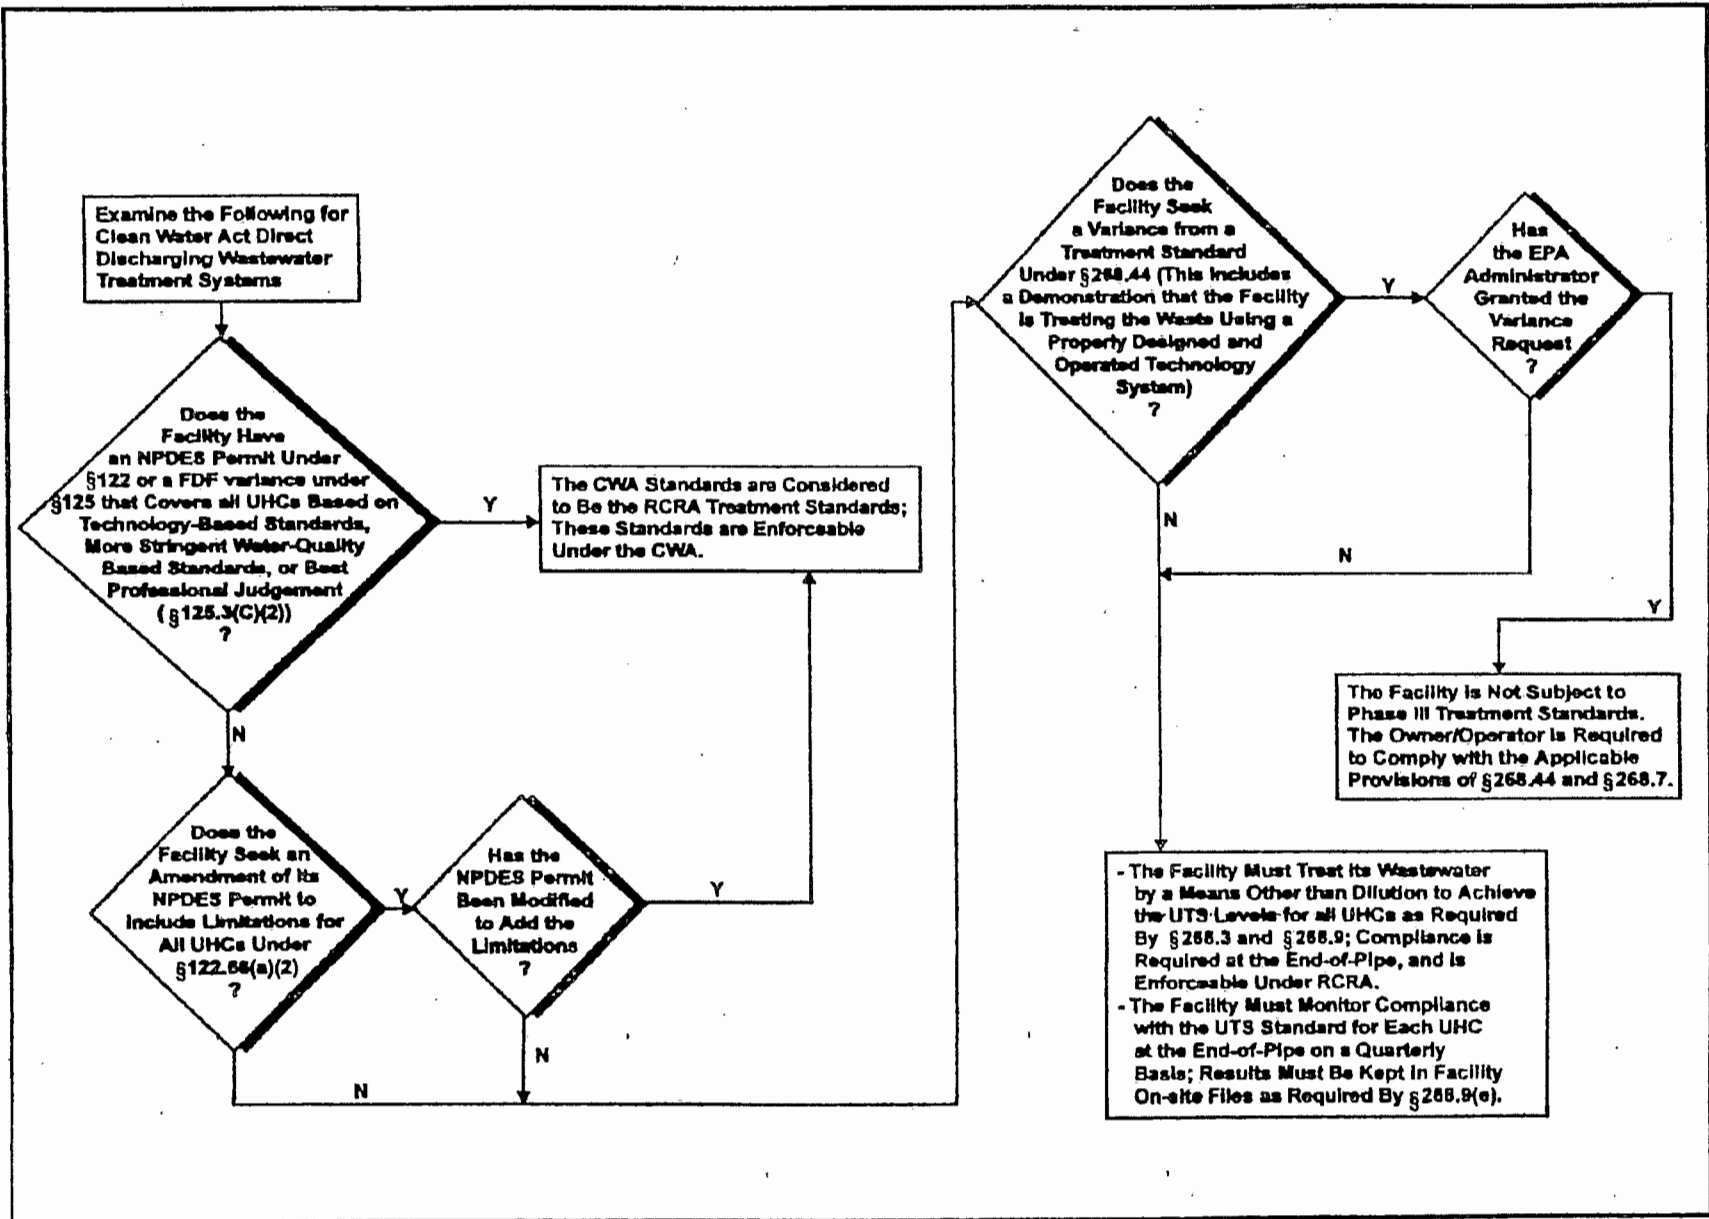 Examine the Following for
Clean Water Act Direct
Discharging Wastewater
Treatment Systems
Does the
Facility Have
an NPDES Permit Under
§122 or a FDF variance under
§125 that Covers all UHCs Based on
Technology-Based Standards,
More Stringent Water-Quality
Based Standards, or Best
Professional Judgement
(§125.3(C)(2))
?
Y
The CWA Standards are Considered
to Be the RCRA Treatment Standards;
These Standards are Enforceable
Under the CWA.
N
Does the
Facility Seek an
Amendment of Its
NPDES Permit to
Include Limitations for
All UHCs Under
§122.66(a)(2)
?
Y
Has the
NPDES Permit
Been Modified
to Add the
Limitations
?
Y
N
N
Does the
Facility Seek
a Variance from a
Treatment Standard
Under §268.44 (This Includes
a Demonstration that the Facility
is Treating the Waste Using a
Properly Designed and
Operated Technology
System)
?
Y
Has
the EPA
Administrator
Granted the
Variance
Request
?
N
N
Y
The Facility is Not Subject to
Phase III Treatment Standards.
The Owner/Operator is Required
to Comply with the Applicable
Provisions of §268.44 and §268.7.
- The Facility Must Treat Its Wastewater
by a Means Other than Dilution to Achieve
the UTS Levels for all UHCs as Required
By §268.3 and §268.9; Compliance is
Required at the End-of-Pipe, and is
Enforceable Under RCRA.
- The Facility Must Monitor Compliance
with the UTS Standard for Each UHC
at the End-of-Pipe on a Quarterly
Basis; Results Must Be Kept in Facility
On-site Files as Required By §268.9(e).